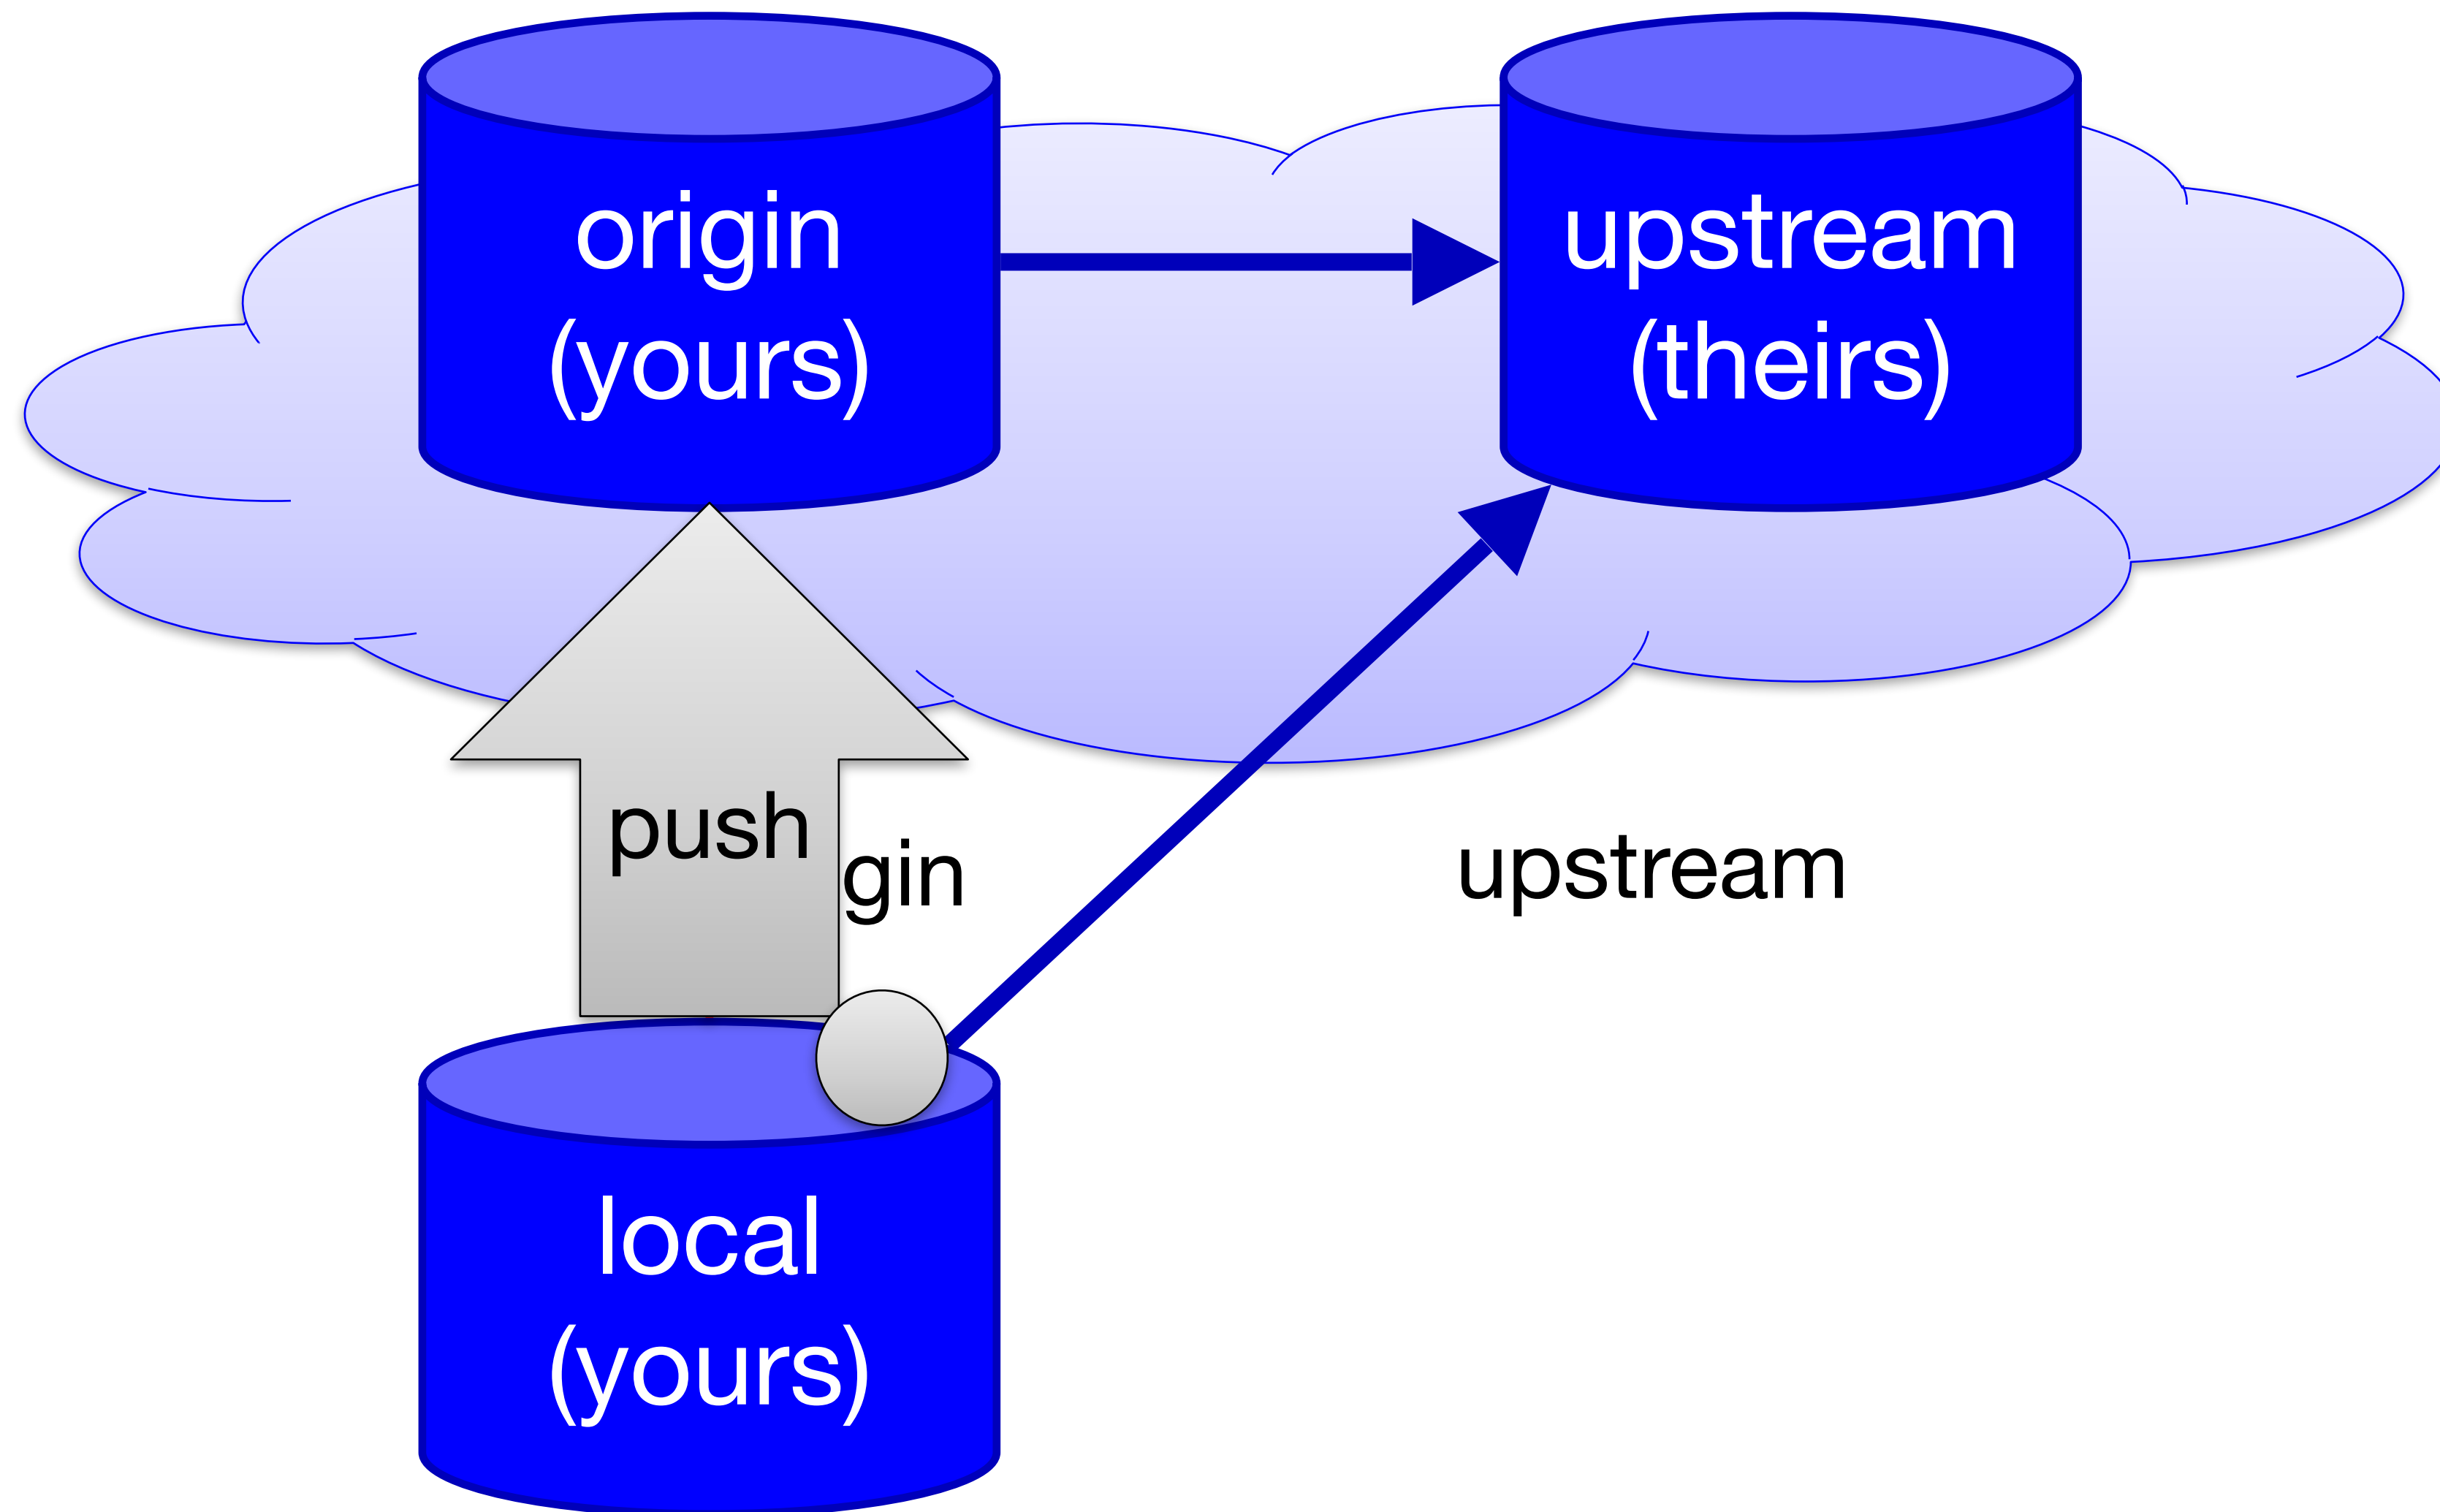 origin
(yours)
upstream
(theirs)
push
gin
upstream
local
(yours)